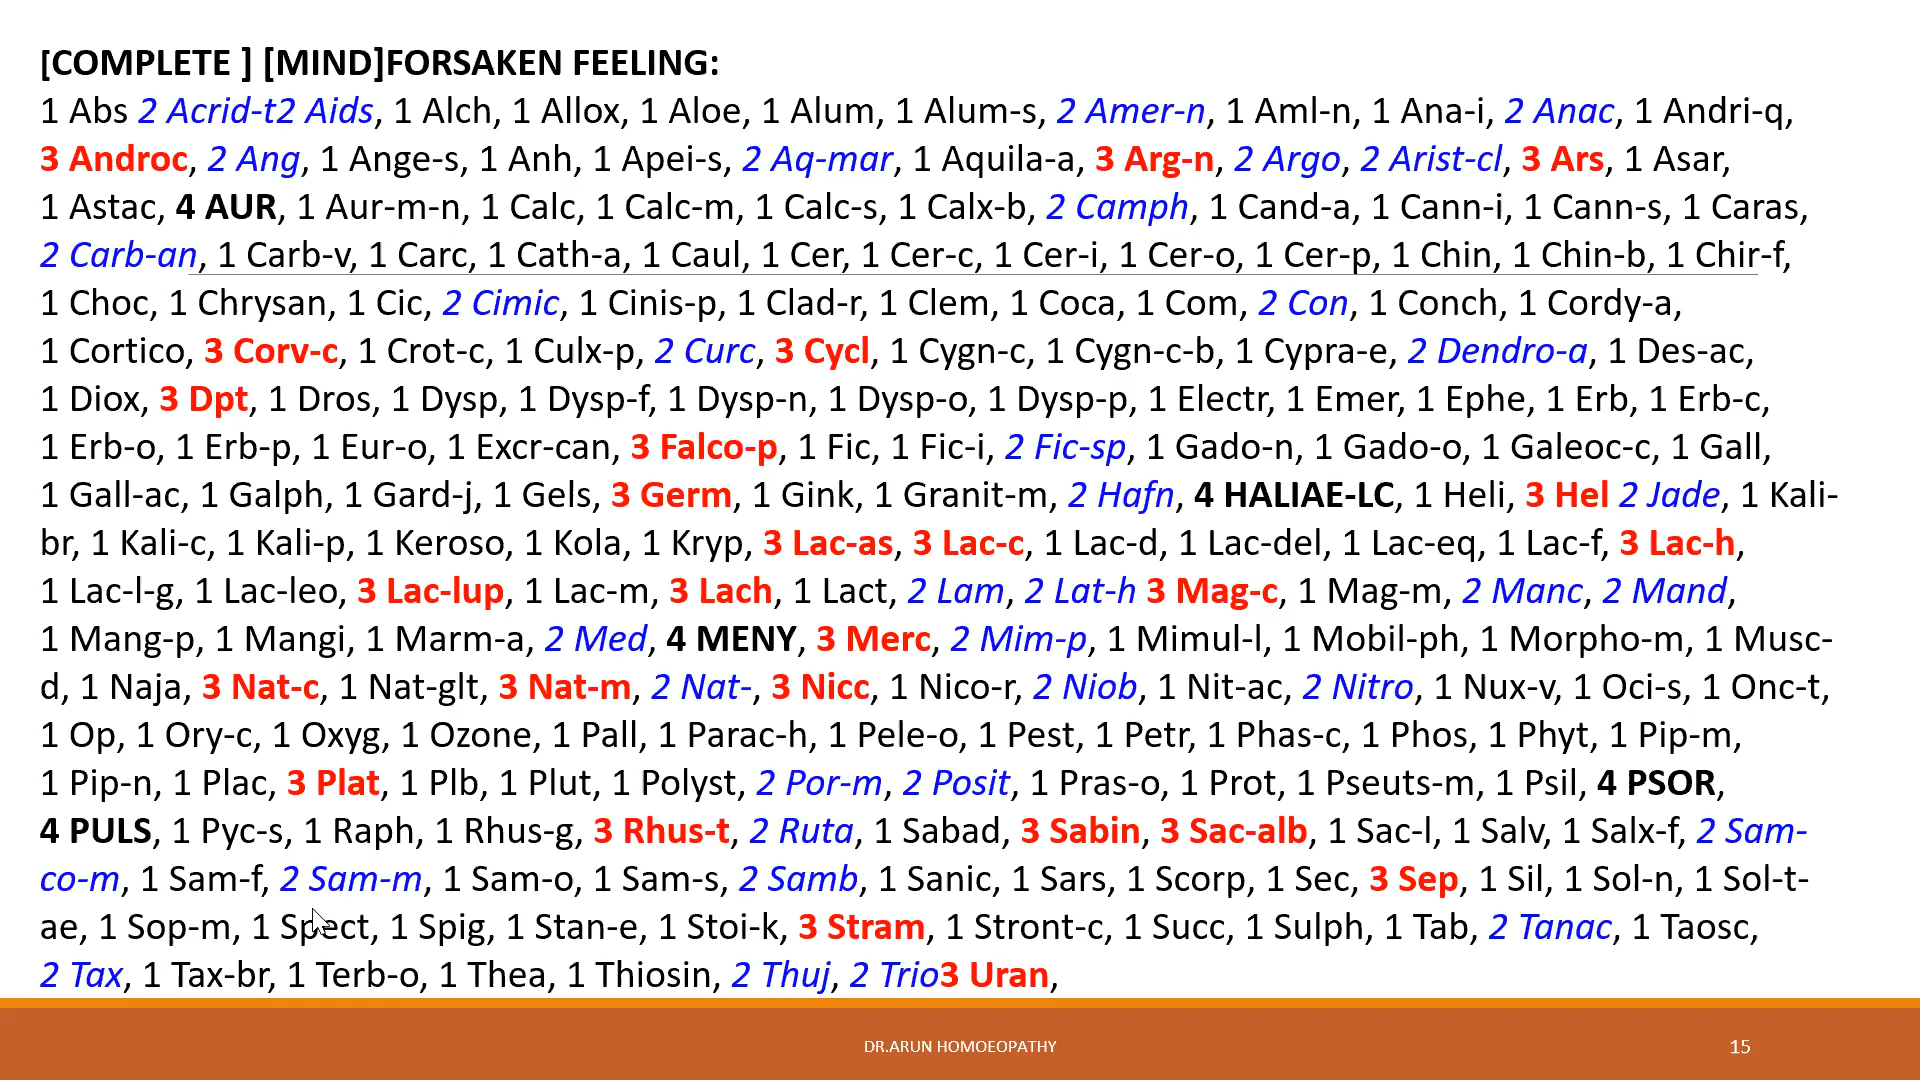 [COMPLETE ] [MIND]FORSAKEN FEELING:
1 Abs 2 Acrid-t2 Aids, 1 Alch, 1 Allox, 1 Aloe, 1 Alum, 1 Alum-s, 2 Amer-n, 1 Aml-n, 1 Ana-i, 2 Anac, 1 Andri-q,
3 Androc, 2 Ang, 1 Ange-s, 1 Anh, 1 Apei-s, 2 Aq-mar, 1 Aquila-a, 3 Arg-n, 2 Argo, 2 Arist-cl, 3 Ars, 1 Asar,
1 Astac, 4 AUR, 1 Aur-m-n, 1 Calc, 1 Calc-m, 1 Calc-s, 1 Calx-b, 2 Camph, 1 Cand-a, 1 Cann-i, 1 Cann-s, 1 Caras,
2 Carb-an, 1 Carb-v, 1 Carc, 1 Cath-a, 1 Caul, 1 Cer, 1 Cer-c, 1 Cer-i, 1 Cer-o, 1 Cer-p, 1 Chin, 1 Chin-b, 1 Chir-f,
1 Choc, 1 Chrysan, 1 Cic, 2 Cimic, 1 Cinis-p, 1 Clad-r, 1 Clem, 1 Coca, 1 Com, 2 Con, 1 Conch, 1 Cordy-a,
1 Cortico, 3 Corv-c, 1 Crot-c, 1 Culx-p, 2 Curc, 3 Cycl, 1 Cygn-c, 1 Cygn-c-b, 1 Cypra-e, 2 Dendro-a, 1 Des-ac,
1 Diox, 3 Dpt, 1 Dros, 1 Dysp, 1 Dysp-f, 1 Dysp-n, 1 Dysp-o, 1 Dysp-p, 1 Electr, 1 Emer, 1 Ephe, 1 Erb, 1 Erb-c,
1 Erb-o, 1 Erb-p, 1 Eur-o, 1 Excr-can, 3 Falco-p, 1 Fic, 1 Fic-i, 2 Fic-sp, 1 Gado-n, 1 Gado-o, 1 Galeoc-c, 1 Gall,
1 Gall-ac, 1 Galph, 1 Gard-j, 1 Gels, 3 Germ, 1 Gink, 1 Granit-m, 2 Hafn, 4 HALIAE-LC, 1 Heli, 3 Hel 2 Jade, 1 Kali-
br, 1 Kali-c, 1 Kali-p, 1 Keroso, 1 Kola, 1 Kryp, 3 Lac-as, 3 Lac-c, 1 Lac-d, 1 Lac-del, 1 Lac-eq, 1 Lac-f, 3 Lac-h,
1 Lac-l-g, 1 Lac-leo, 3 Lac-lup, 1 Lac-m, 3 Lach, 1 Lact, 2 Lam, 2 Lat-h 3 Mag-c, 1 Mag-m, 2 Manc, 2 Mand,
1 Mang-p, 1 Mangi, 1 Marm-a, 2 Med, 4 MENY, 3 Merc, 2 Mim-p, 1 Mimul-l, 1 Mobil-ph, 1 Morpho-m, 1 Musc-
d, 1 Naja, 3 Nat-c, 1 Nat-glt, 3 Nat-m, 2 Nat-, 3 Nicc, 1 Nico-r, 2 Niob, 1 Nit-ac, 2 Nitro, 1 Nux-v, 1 Oci-s, 1 Onc-t,
1 Op, 1 Ory-c, 1 Oxyg, 1 Ozone, 1 Pall, 1 Parac-h, 1 Pele-o, 1 Pest, 1 Petr, 1 Phas-c, 1 Phos, 1 Phyt, 1 Pip-m,
1 Pip-n, 1 Plac, 3 Plat, 1 Plb, 1 Plut, 1 Polyst, 2 Por-m, 2 Posit, 1 Pras-o, 1 Prot, 1 Pseuts-m, 1 Psil, 4 PSOR,
4 PULS, 1 Pyc-s, 1 Raph, 1 Rhus-g, 3 Rhus-t, 2 Ruta, 1 Sabad, 3 Sabin, 3 Sac-alb, 1 Sac-l, 1 Salv, 1 Salx-f, 2 Sam-
co-m, 1 Sam-f, 2 Sam-m, 1 Sam-o, 1 Sam-s, 2 Samb, 1 Sanic, 1 Sars, 1 Scorp, 1 Sec, 3 Sep, 1 Sil, 1 Sol-n, 1 Sol-t-
ae, 1 Sop-m, 1 Spect, 1 Spig, 1 Stan-e, 1 Stoi-k, 3 Stram, 1 Stront-c, 1 Succ, 1 Sulph, 1 Tab, 2 Tanac, 1 Taosc,
2 Tax, 1 Tax-br, 1 Terb-o, 1 Thea, 1 Thiosin, 2 Thuj, 2 Trio3 Uran,
DR.ARUN HOMOEOPATHY
15